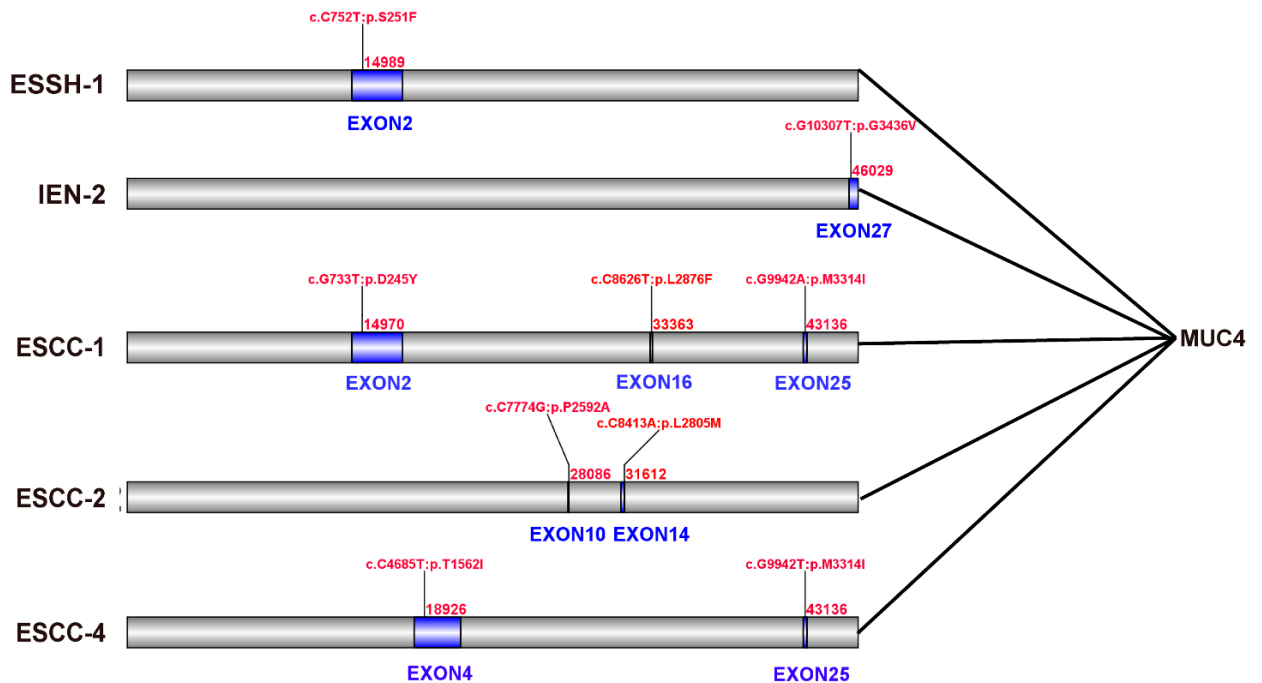 c.C752T:p.S251F
14989
ESSH-1
EXON2
c.G10307T:p.G3436V
46029
IEN-2
EXON27
c.G733T:p.D245Y
c.C8626T:p.L2876F
c.G9942A:p.M3314I
14970
33363
43136
ESCC-1
MUC4
EXON2
EXON16
EXON25
c.C7774G:p.P2592A
c.C8413A:p.L2805M
28086
31612
ESCC-2
EXON10
EXON14
c.C4685T:p.T1562I
c.G9942T:p.M3314I
18926
43136
ESCC-4
EXON4
EXON25